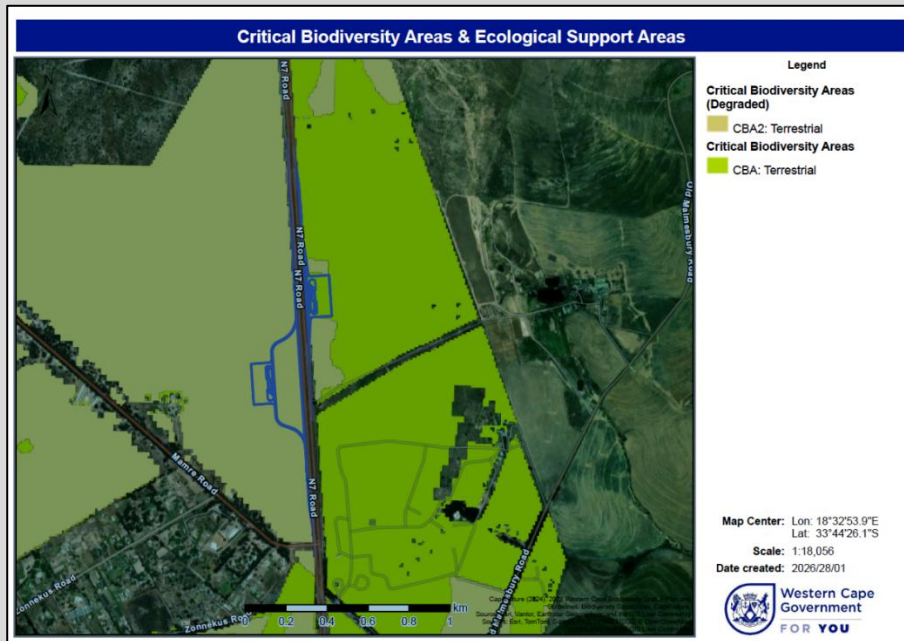 Critical Biodiversity Areas & Ecological Support Areas
Legend
Critical Biodiversity Areas
(Degraded)
CBA2: Terrestrial
Critical Biodiversity Areas
CBA: Terrestrial
N7 Road
N7 Road
N7 Road
N7 Road
Old Malmesbury Road
Mamre Road
Zonnekus Road
Zonnekus
Malmesbury Road
0
0.2
0.4
0.6
0.8
1
km
Map Center: Lon: 18°32'53.9"E
Lat: 33°44'26.1"S
Scale: 1:18,056
Date created: 2026/28/01
Western Cape
Government
FOR YOU